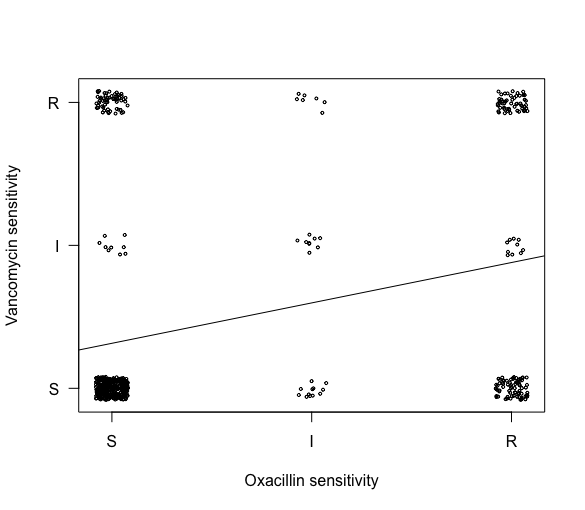 Vancomycin sensitivity
R
I
S
S I R
Oxacillin sensitivity